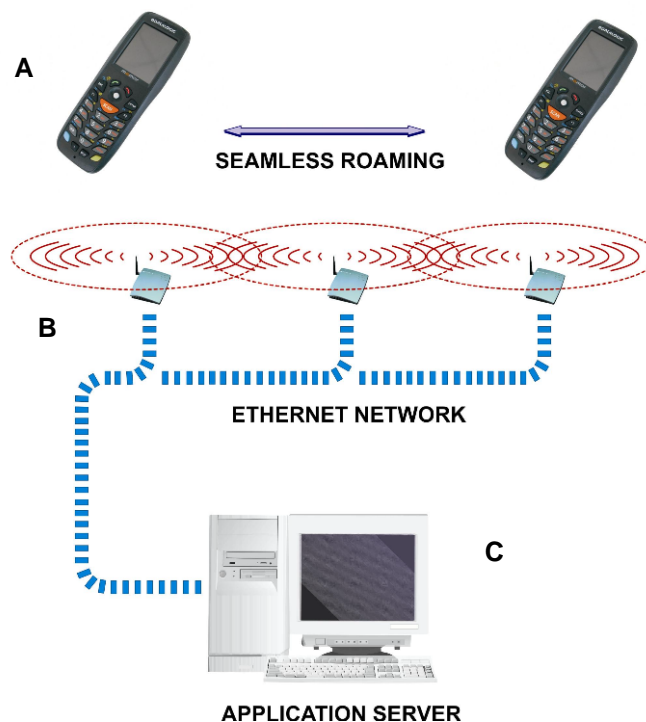 A
SEAMLESS ROAMING
B
ETHERNET NETWORK
C
APPLICATION SERVER